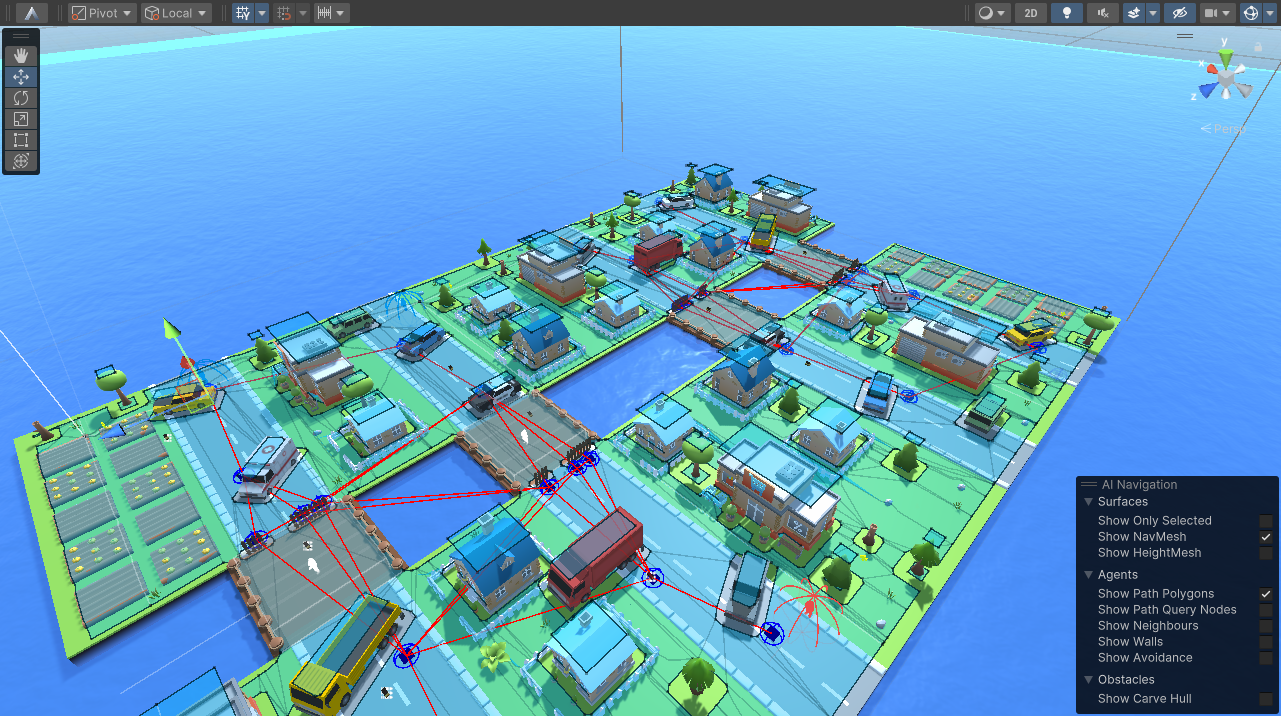 Pivot
Local
2D
y
x
z
Persp
AI Navigation
Surfaces
Show Only Selected
Show NavMesh
Show HeightMesh
Agents
Show Path Polygons
Show Path Query Nodes
Show Neighbours
Show Walls
Show Avoidance
Obstacles
Show Carve Hull